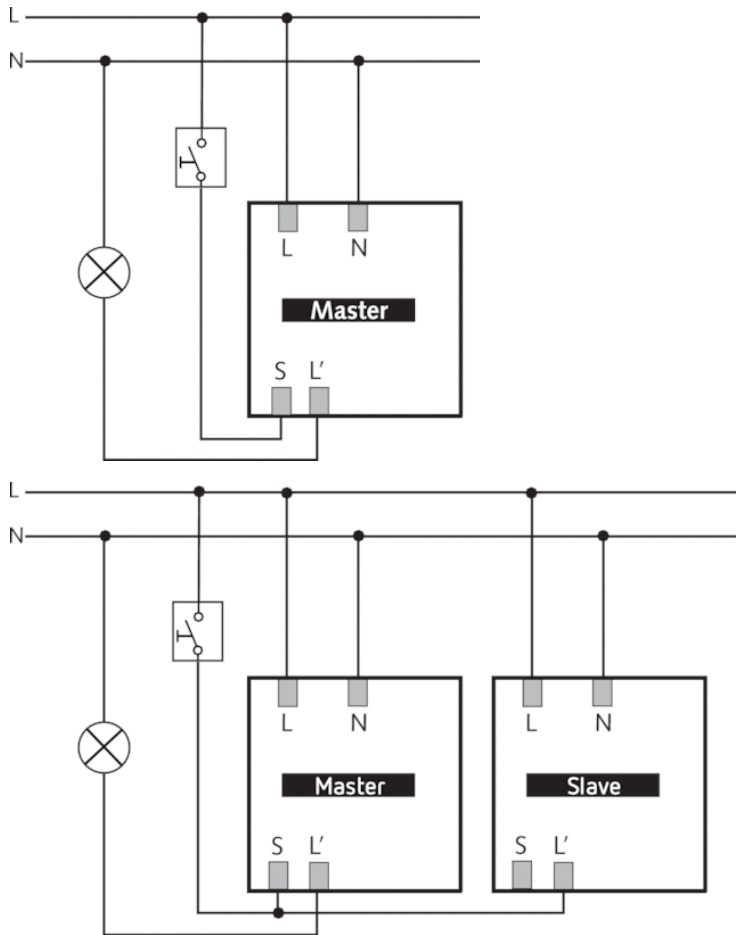 L
N
L N
Master
S L'
L
N
L N L N
Master Slave
S L' S L'